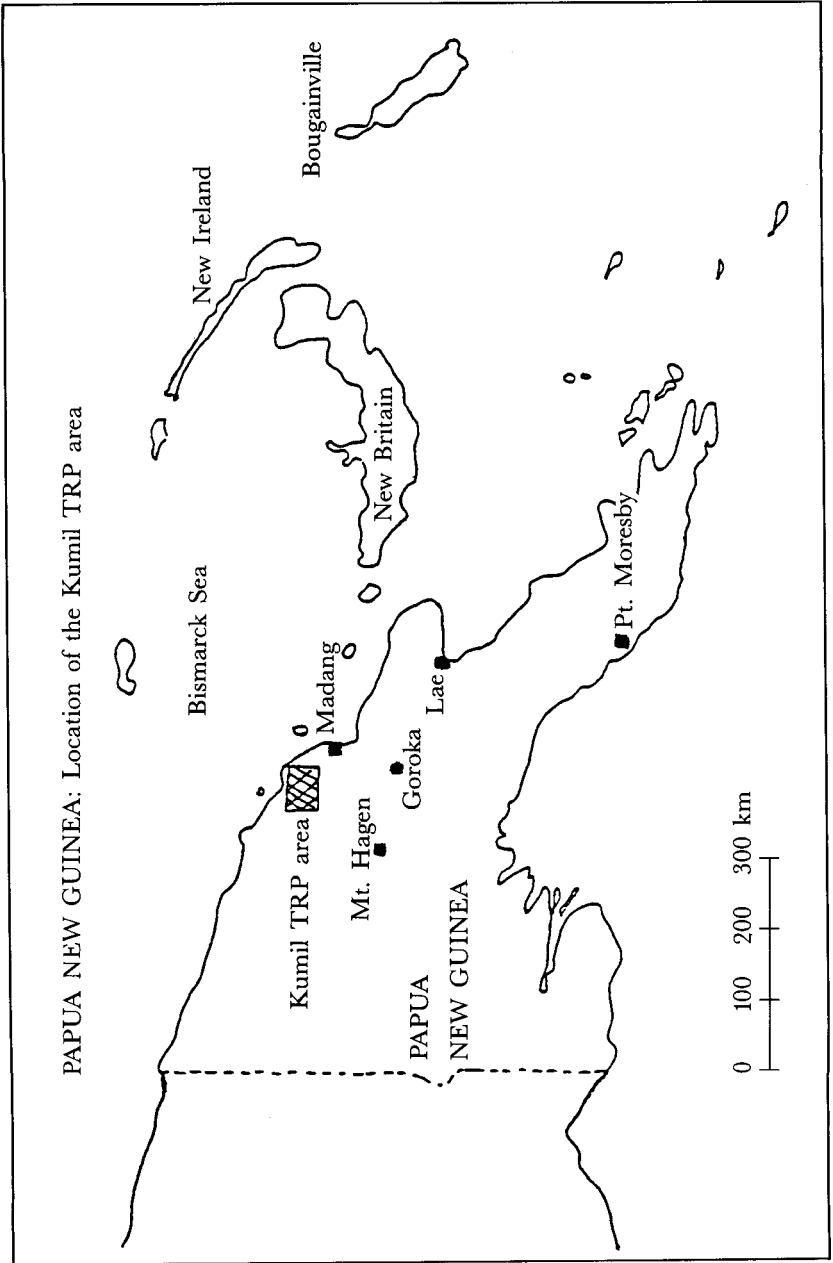 PAPUA NEW GUINEA: Location of the Kumil TRP area
Bismarck Sea
New Ireland
Bougainville
Kumil TRP area
Madang
New Britain
Mt. Hagen
Goroka
Lae
PAPUA
NEW GUINEA
Pt. Moresby
0 100 200 300 km